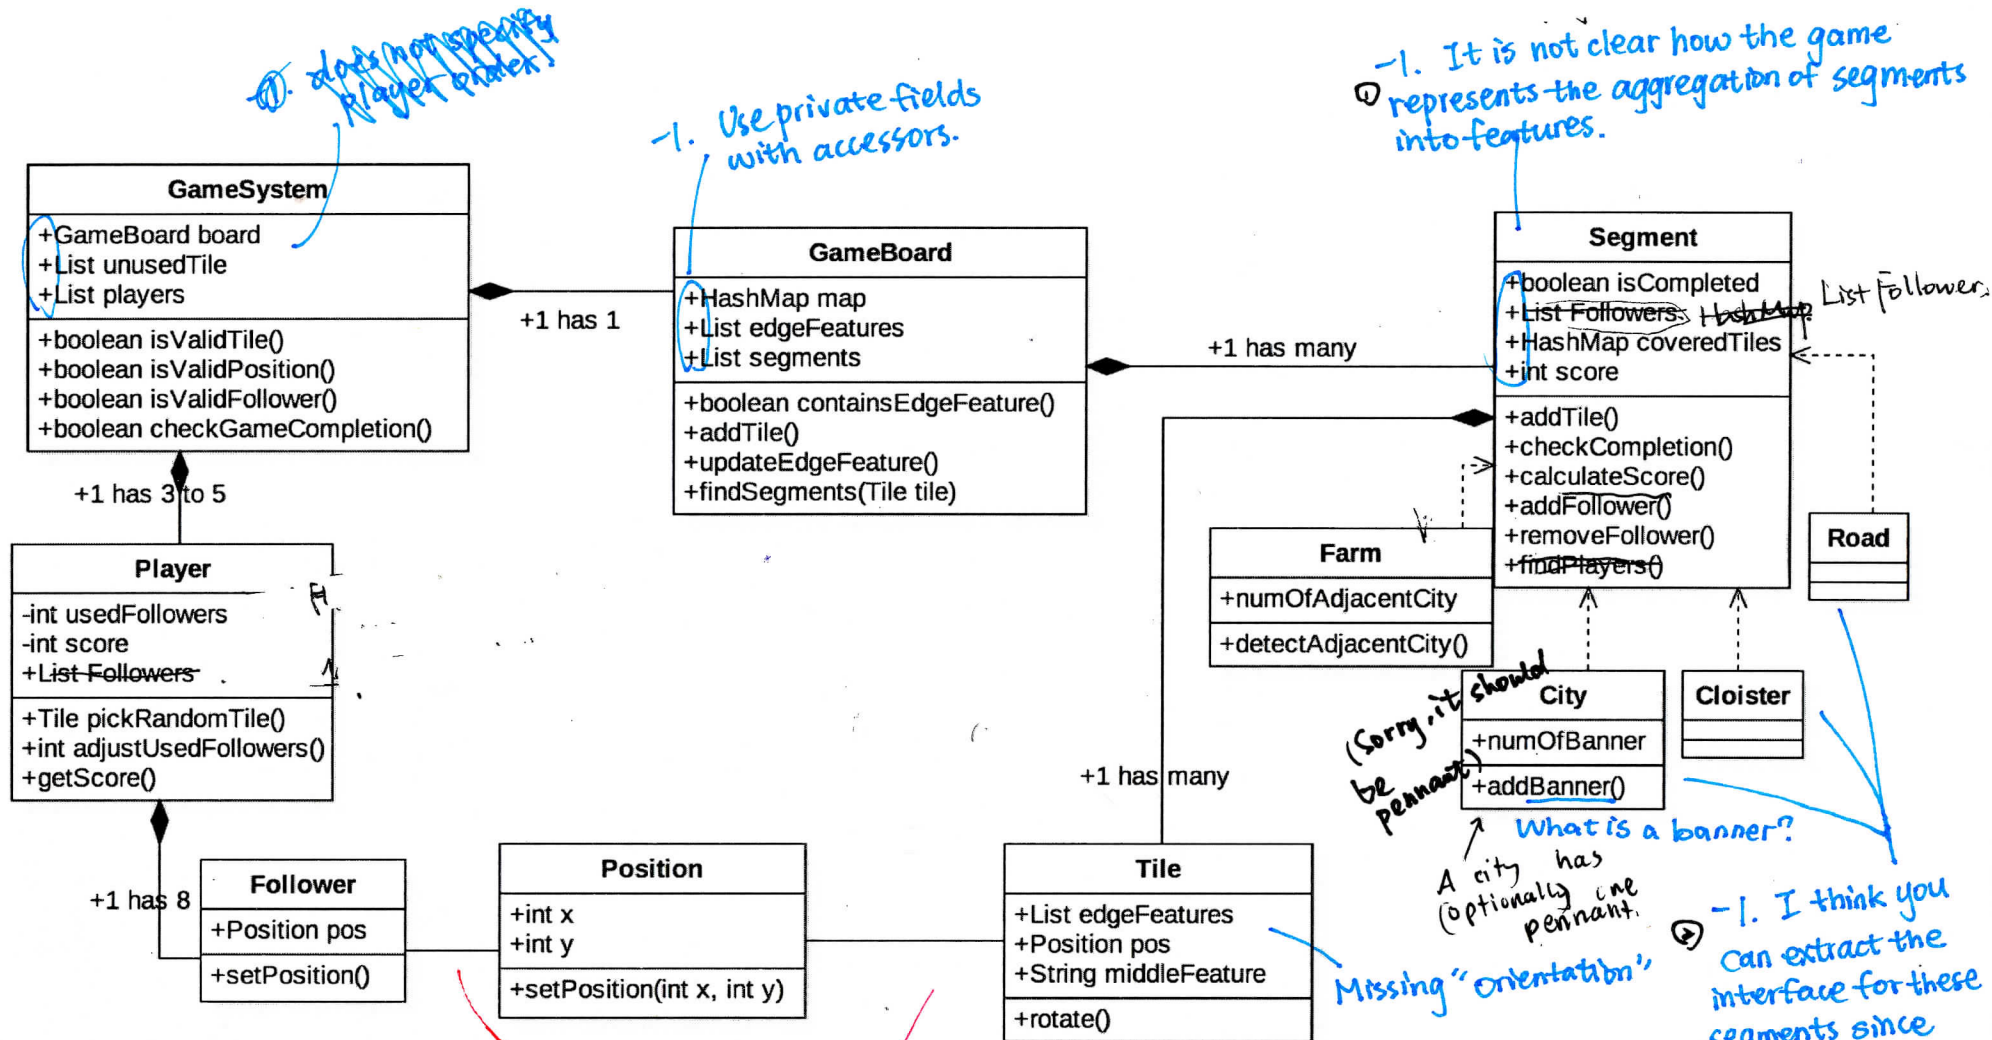 does not specify
player order.
-1. Use private fields
with accessors.
-1. It is not clear how the game
① represents the aggregation of segments
into features.
GameSystem
+GameBoard board
+List unusedTile
+List players
+boolean isValidTile()
+boolean isValidPosition()
+boolean isValidFollower()
+boolean checkGameCompletion()
+1 has 1
GameBoard
+HashMap map
+List edgeFeatures
+List segments
+boolean containsEdgeFeature()
+addTile()
+updateEdgeFeature()
+findSegments(Tile tile)
+1 has many
Segment
+boolean isCompleted
+List Followers HashMap List Follower
+HashMap coveredTiles
+int score
+addTile()
+checkCompletion()
+calculateScore()
+addFollower()
+removeFollower()
+findPlayers()
+1 has 3 to 5
Player
-int usedFollowers
-int score
+List Followers
+Tile pickRandomTile()
+int adjustUsedFollowers()
+getScore()
Farm
+numOfAdjacentCity
+detectAdjacentCity()
Road
City
+numOfBanner
+addBanner()
Cloister
(Sorry, it should
be
pennant)
What is a banner?
A city has
(optionally) one
pennant.
+1 has many
+1 has 8
Follower
+Position pos
+setPosition()
Position
+int x
+int y
+setPosition(int x, int y)
Tile
+List edgeFeatures
+Position pos
+String middleFeature
+rotate()
Missing "orientation"
② -1. I think you
can extract the
interface for these
segments since